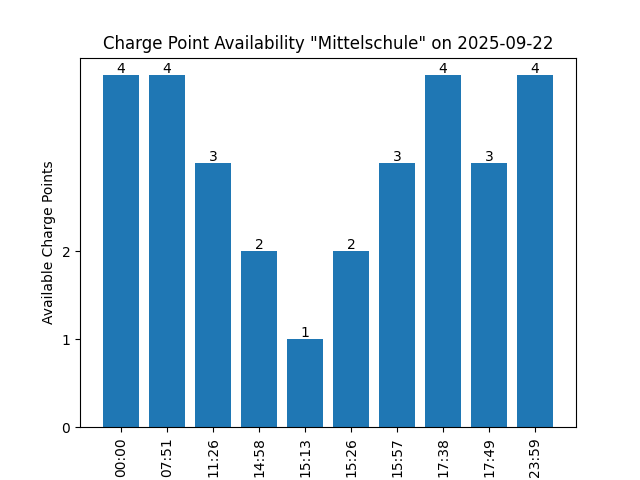 Charge Point Availability "Mittelschule" on 2025-09-22
4 4 3 2 1 2 3 4 3 4
Available Charge Points
2
1
0
00:00 07:51 11:26 14:58 15:13 15:26 15:57 17:38 17:49 23:59